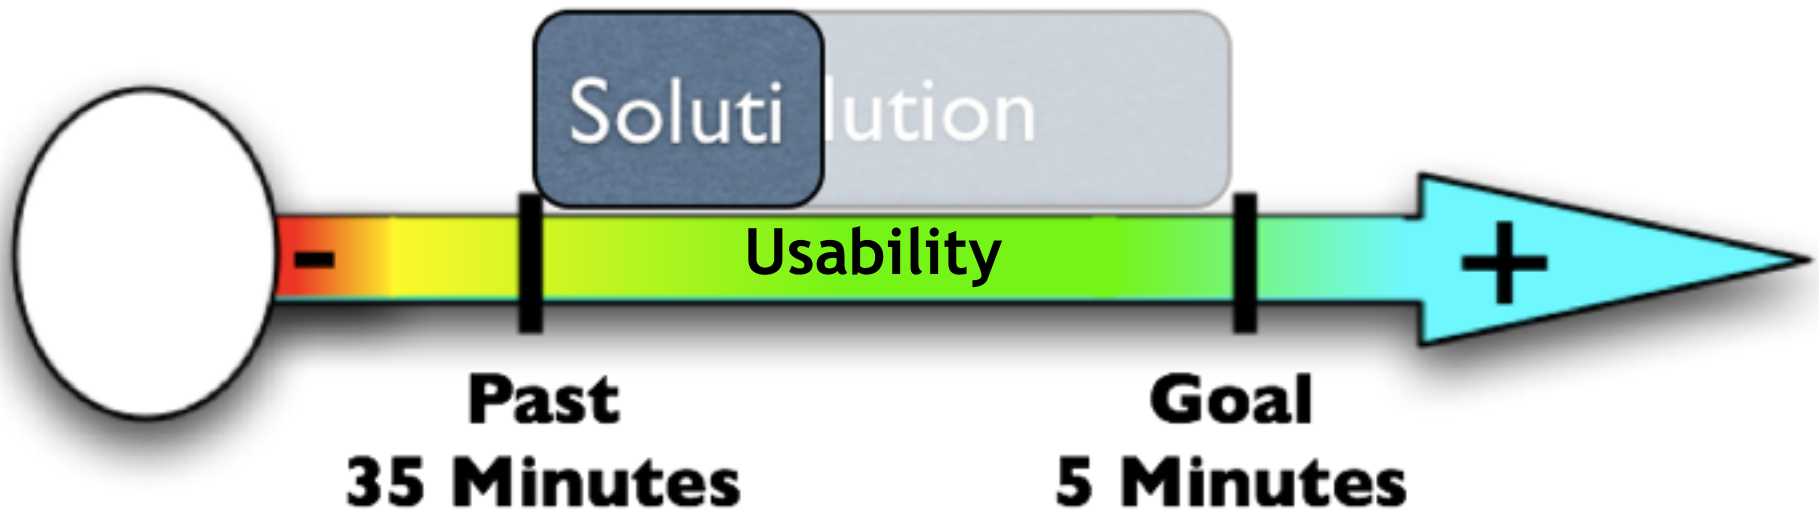 Soluti lution
- Usability +
Past Goal
35 Minutes 5 Minutes